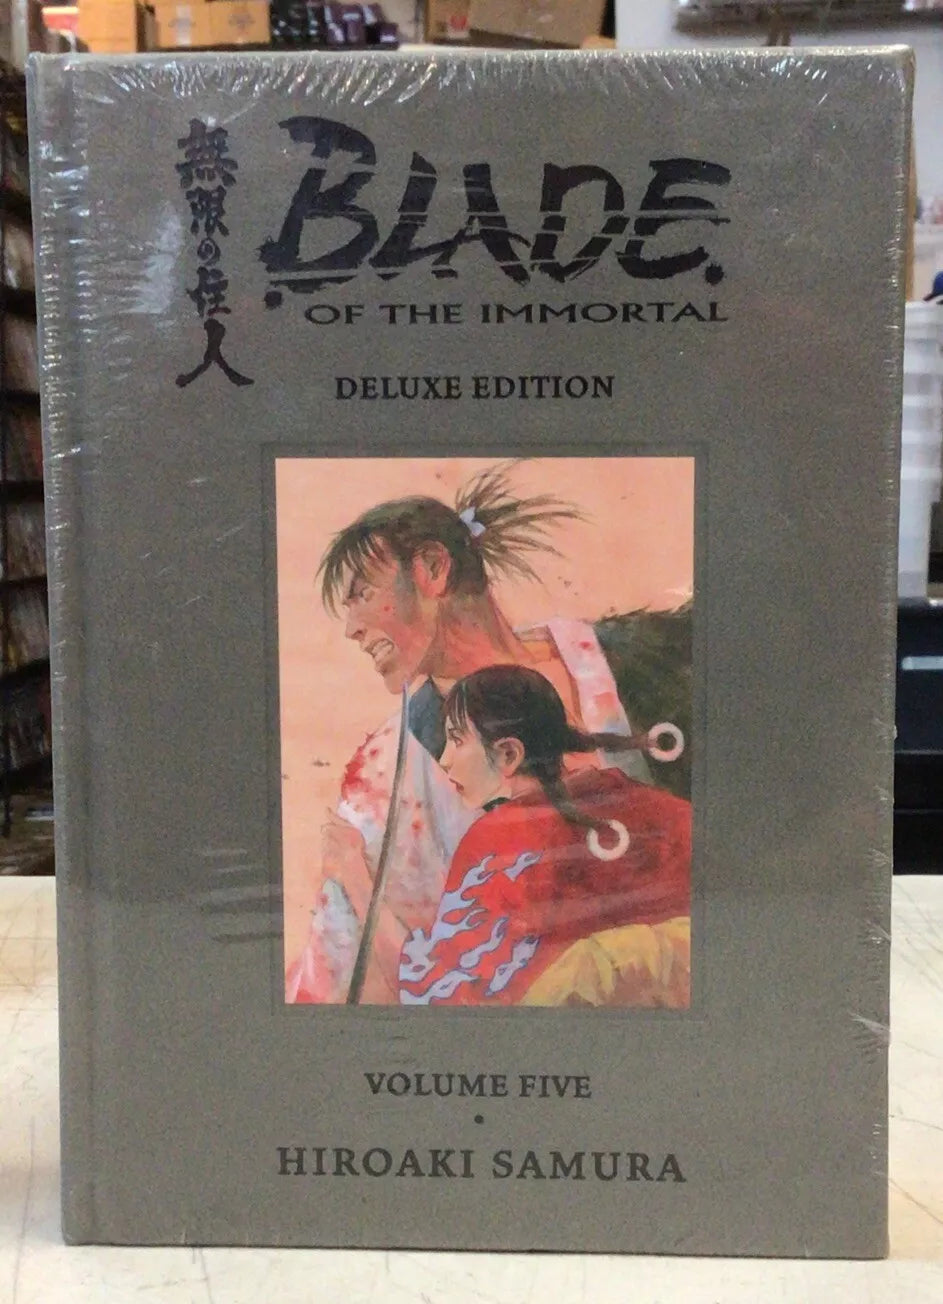 無限の住人
BLADE
OF THE IMMORTAL
DELUXE EDITION
VOLUME FIVE
•
HIROAKI SAMURA